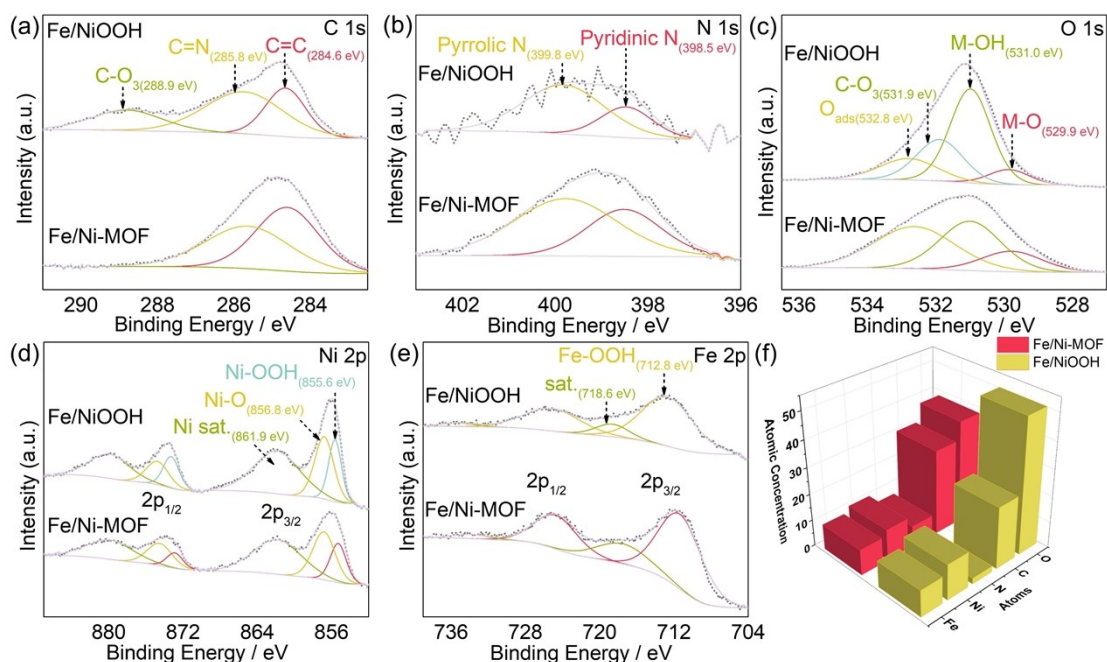 (a)
C 1s
Fe/NiOOH
C=N(285.8 eV)
C=C(284.6 eV)
C-O3(288.9 eV)
Fe/Ni-MOF
Intensity (a.u.)
290 288 286 284
Binding Energy / eV
(b)
N 1s
Pyrrolic N(399.8 eV)
Pyridinic N(398.5 eV)
Fe/NiOOH
Fe/Ni-MOF
Intensity (a.u.)
402 400 398 396
Binding Energy / eV
(c)
O 1s
Fe/NiOOH
M-OH(531.0 eV)
C-O3(531.9 eV)
Oads(532.8 eV)
M-O(529.9 eV)
Fe/Ni-MOF
Intensity (a.u.)
536 534 532 530 528
Binding Energy / eV
(d)
Ni 2p
Ni-OOH(855.6 eV)
Fe/NiOOH
Ni-O(856.8 eV)
Ni sat.(861.9 eV)
2p1/2
2p3/2
Fe/Ni-MOF
Intensity (a.u.)
880 872 864 856
Binding Energy / eV
(e)
Fe 2p
Fe-OOH(712.8 eV)
Fe/NiOOH
sat.(718.6 eV)
2p1/2
2p3/2
Fe/Ni-MOF
Intensity (a.u.)
736 728 720 712 704
Binding Energy / eV
(f)
Fe/Ni-MOF
Fe/NiOOH
Atomic Concentration
50
40
30
20
10
0
Fe
Ni
N
C
O
Atoms